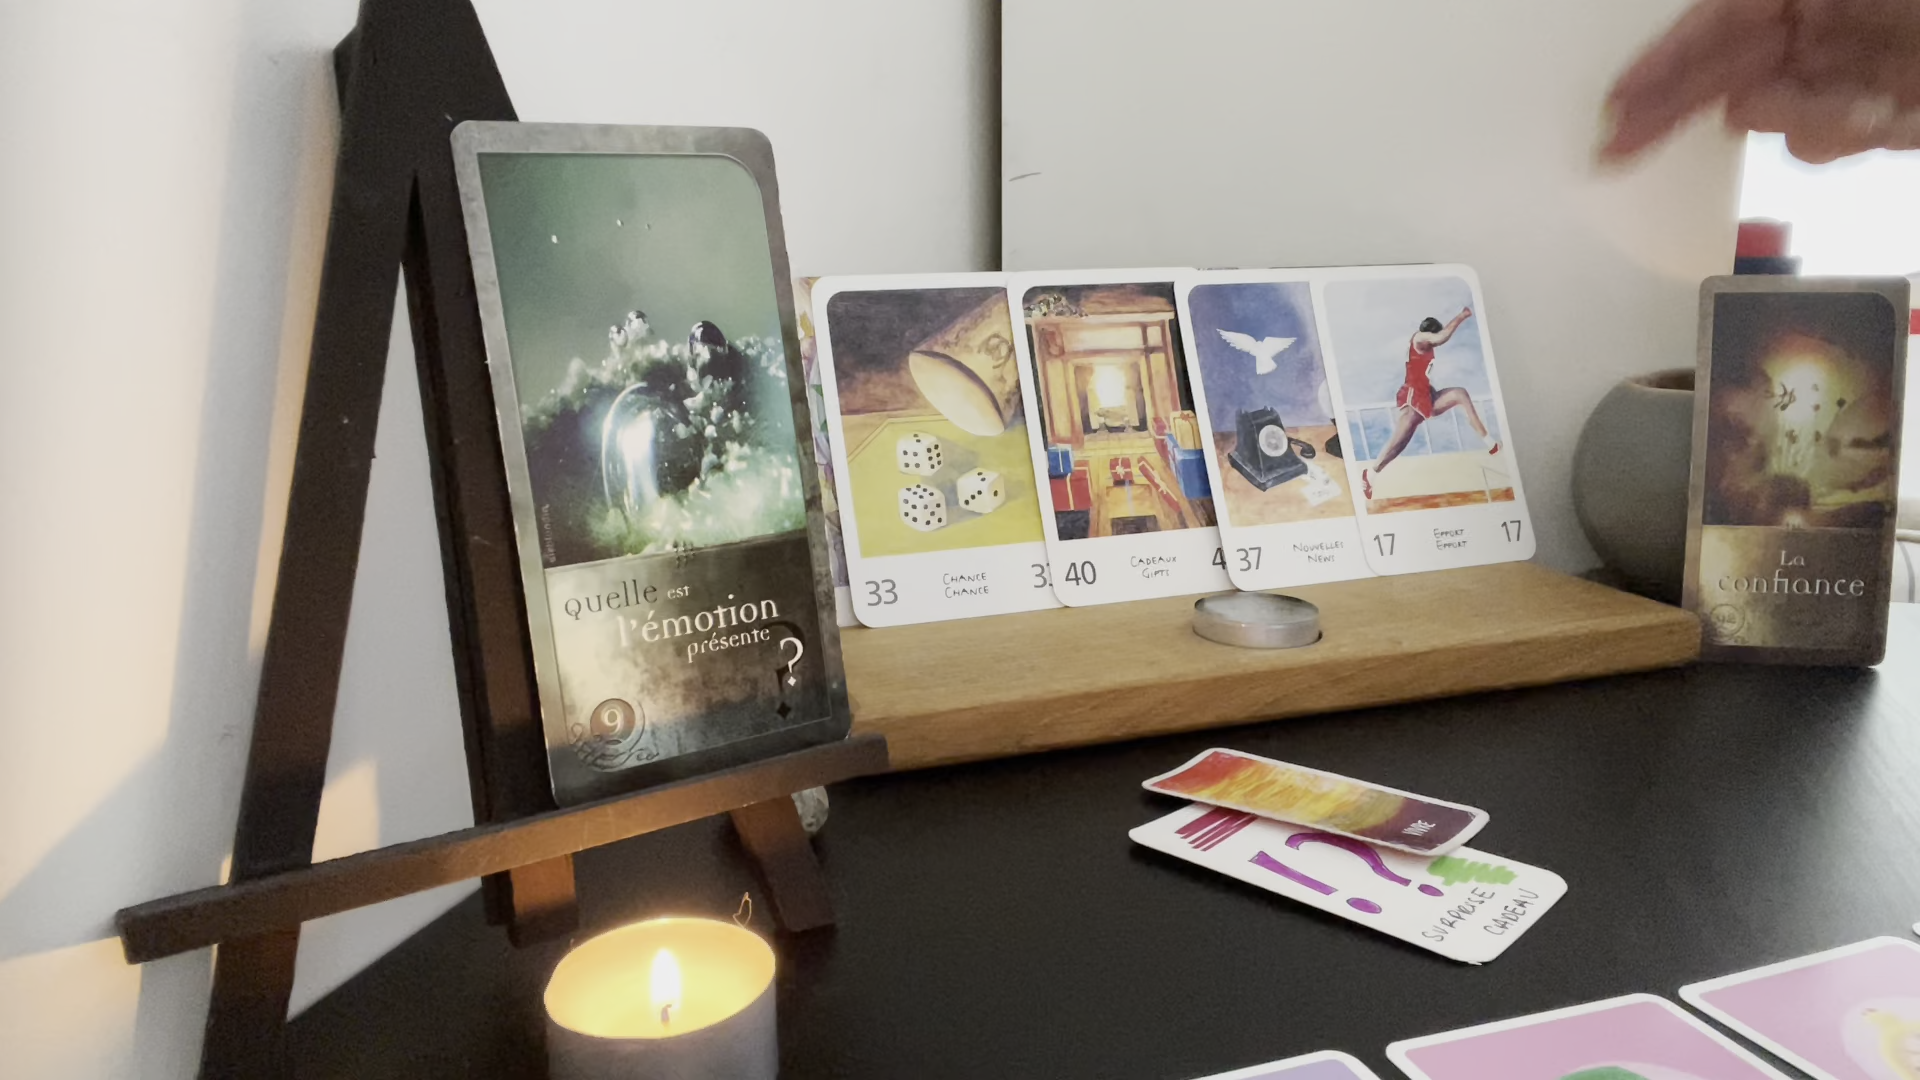 Quelle est
l'émotion
présente
?
9
33
CHANCE
CHANCE
40
CADEAUX
GIFTS
37
NOUVELLES
NEWS
17
EFFORT
EFFORT
17
La
confiance
VIVRE
!?
SURPRISE
CADEAU